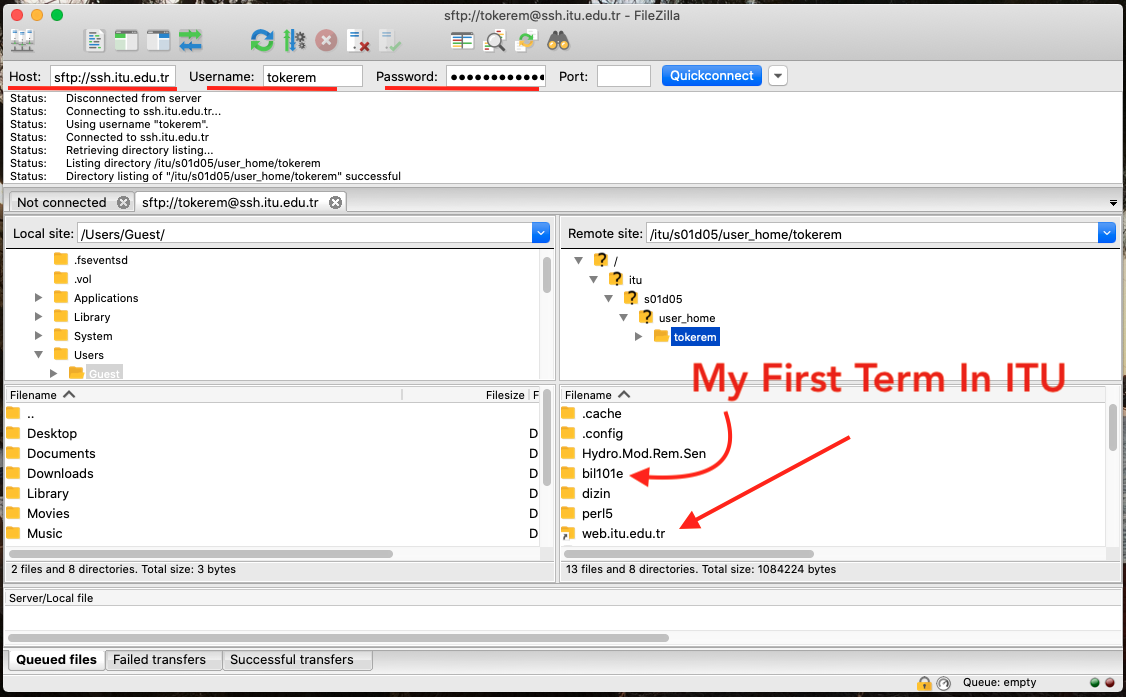 sftp://tokerem@ssh.itu.edu.tr - FileZilla
Host: sftp://ssh.itu.edu.tr Username: tokerem Password: ●●●●●●●●●●●● Port: Quickconnect
Status: Disconnected from server
Status: Connecting to ssh.itu.edu.tr...
Status: Using username "tokerem".
Status: Connected to ssh.itu.edu.tr
Status: Retrieving directory listing...
Status: Listing directory /itu/s01d05/user_home/tokerem
Status: Directory listing of "/itu/s01d05/user_home/tokerem" successful
Not connected sftp://tokerem@ssh.itu.edu.tr
Local site: /Users/Guest/
.fseventsd
.vol
Applications
Library
System
Users
Guest
Remote site: /itu/s01d05/user_home/tokerem
/
itu
s01d05
user_home
tokerem
My First Term In ITU
Filename Filesize F
..
Desktop D
Documents D
Downloads D
Library D
Movies D
Music D
2 files and 8 directories. Total size: 3 bytes
Filename
.cache
.config
Hydro.Mod.Rem.Sen
bil101e
dizin
perl5
web.itu.edu.tr
13 files and 8 directories. Total size: 1084224 bytes
Server/Local file
Queued files Failed transfers Successful transfers
Queue: empty